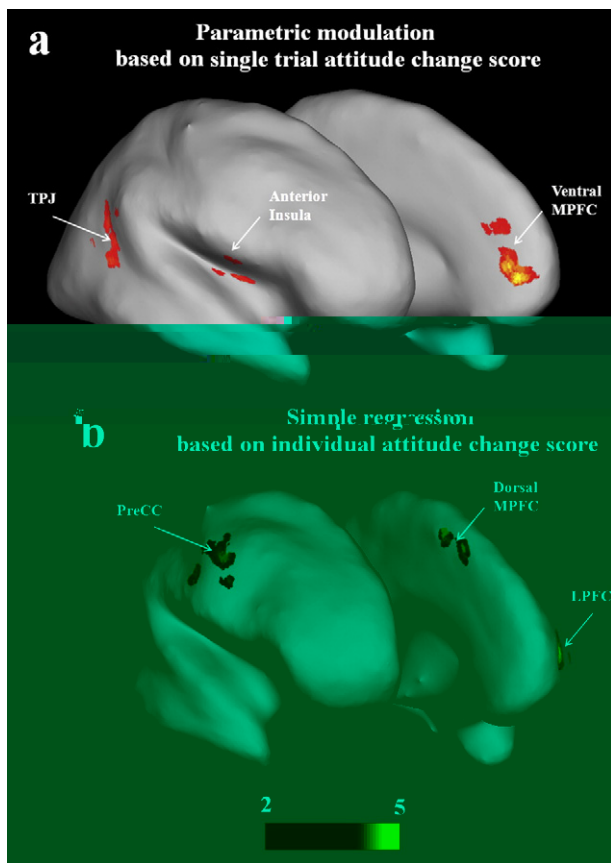 a
Parametric modulation
based on single trial attitude change score
TPJ
Anterior
Insula
Ventral
MPFC
b
Simple regression
based on individual attitude change score
PreCC
Dorsal
MPFC
LPFC
2
5